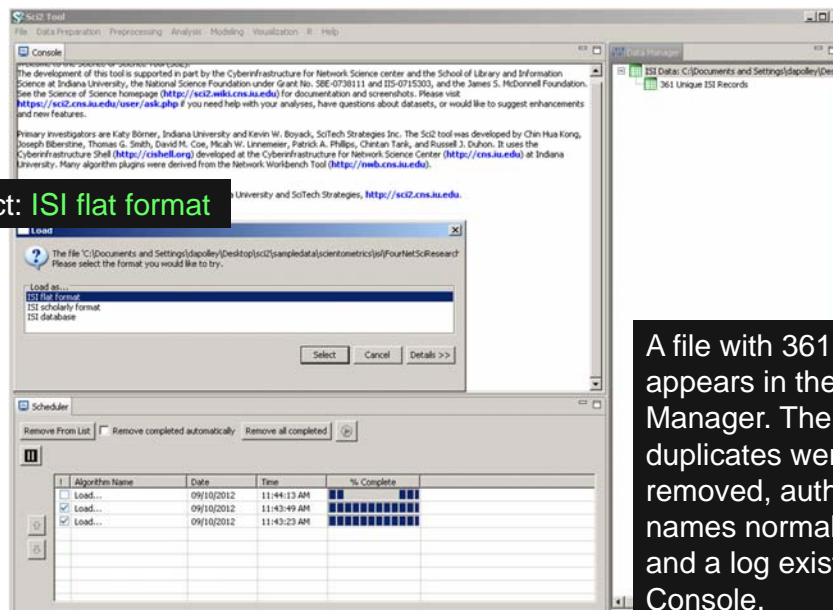 Sci2 Tool
File Data Preparation Preprocessing Analysis Modeling Visualization R Help
Console
The development of this tool is supported in part by the Cyberinfrastructure for Network Science center and the School of Library and Information
Science at Indiana University, the National Science Foundation under Grant No. SBE-0738111 and IIS-0715303, and the James S. McDonnell Foundation.
See the Science of Science homepage (http://sci2.wiki.cns.iu.edu) for documentation and screenshots. Please visit
https://sci2.cns.iu.edu/user/ask.php if you need help with your analyses, have questions about datasets, or would like to suggest enhancements
and new features.
Primary investigators are Katy Börner, Indiana University and Kevin W. Boyack, SciTech Strategies Inc. The Sci2 tool was developed by Chin Hua Kong,
Joseph Biberstine, Thomas G. Smith, David M. Coe, Micah W. Linnemeier, Patrick A. Phillips, Chintan Tank, and Russell J. Duhon. It uses the
Cyberinfrastructure Shell (http://cishell.org) developed at the Cyberinfrastructure for Network Science Center (http://cns.iu.edu) at Indiana
University. Many algorithm plugins were derived from the Network Workbench Tool (http://nwb.cns.iu.edu).
University and SciTech Strategies, http://sci2.cns.iu.edu.
ct: ISI flat format
Load
The file 'C:\Documents and Settings\dapolley\Desktop\sci2\sampledata\scientometrics\isi\FourNetSciResearch
Please select the format you would like to try.
Load as...
ISI flat format
ISI scholarly format
ISI database
Select Cancel Details >>
Data Manager
ISI Data: C:\Documents and Settings\dapolley\Des
361 Unique ISI Records
Scheduler
Remove From List Remove completed automatically Remove all completed
! Algorithm Name Date Time % Complete
Load... 09/10/2012 11:44:13 AM
Load... 09/10/2012 11:43:49 AM
Load... 09/10/2012 11:43:23 AM
A file with 361
appears in the
Manager. The
duplicates wer
removed, auth
names normal
and a log exis
Console.